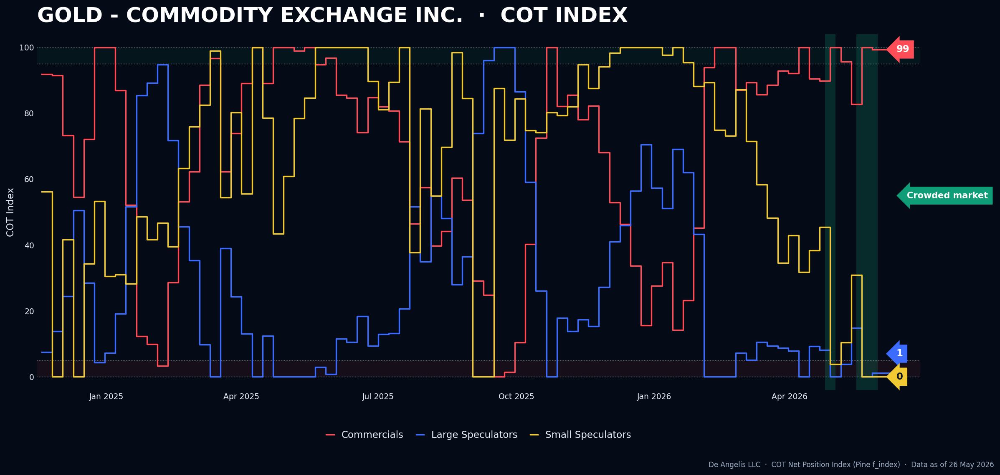 GOLD - COMMODITY EXCHANGE INC.  ·  COT INDEX
COT Index
100
80
60
40
20
0
99
Crowded market
1
0
Jan 2025
Apr 2025
Jul 2025
Oct 2025
Jan 2026
Apr 2026
Commercials
Large Speculators
Small Speculators
De Angelis LLC  ·  COT Net Position Index (Pine f_index)  ·  Data as of 26 May 2026